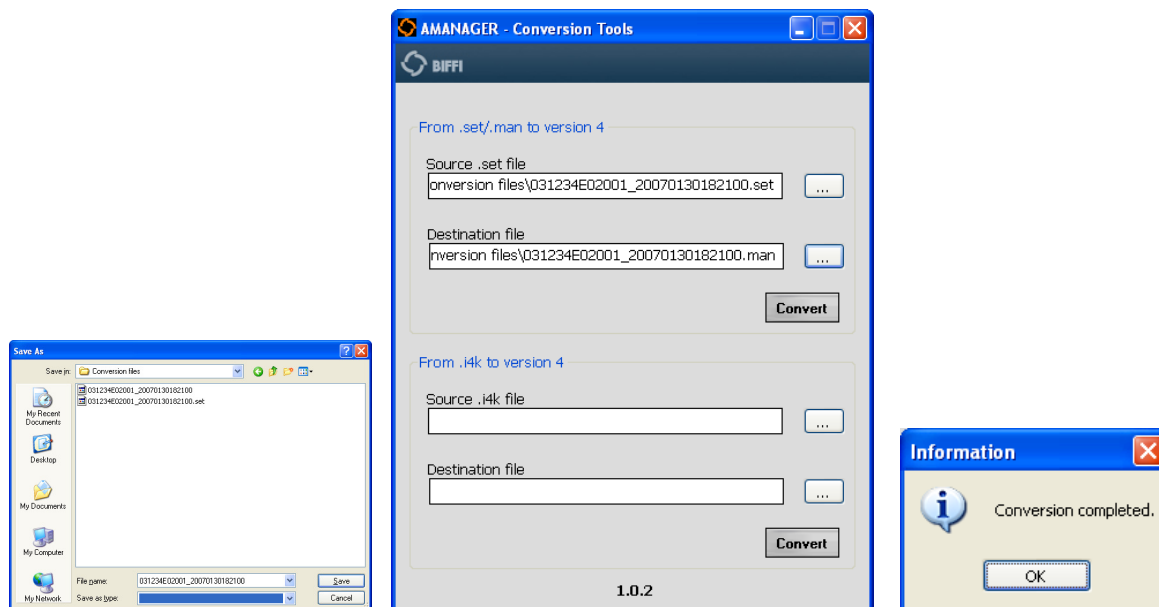 Save As
Save in:
Conversion files
031234E02001_20070130182100
031234E02001_20070130182100.set
My Recent
Documents
Desktop
My Documents
My Computer
My Network
File name:
031234E02001_20070130182100
Save
Save as type:
Cancel
AMANAGER - Conversion Tools
BIFFI
From .set/.man to version 4
Source .set file
onversion files\031234E02001_20070130182100.set
...
Destination file
nversion files\031234E02001_20070130182100.man
...
Convert
From .i4k to version 4
Source .i4k file
...
Destination file
...
Convert
1.0.2
Information
Conversion completed.
OK